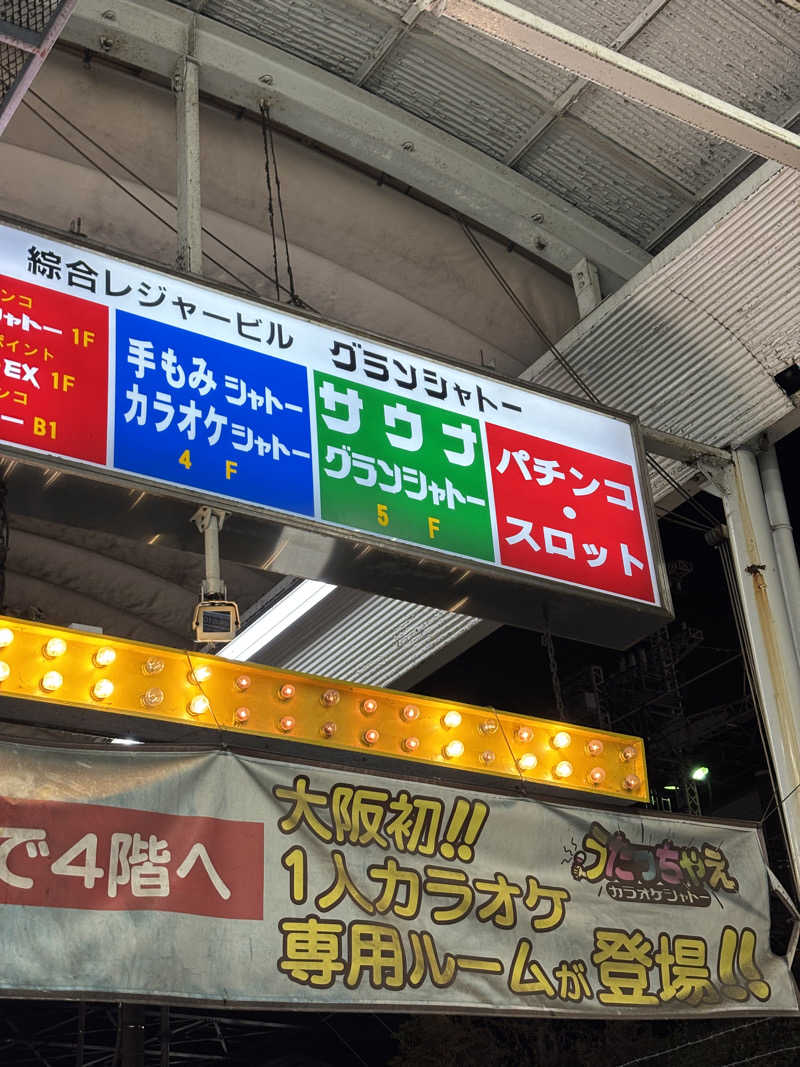 綜合レジャービル グランシャトー
ンコ
ャトー 1F
ポイント
EX 1F
ンコ
ー B1
手もみ シャトー
カラオケ シャトー
4 F
サウナ
グランシャトー
5 F
パチンコ
・
スロット
で4階へ
大阪初!!
1人カラオケ
専用ルームが登場!!
うたっちゃえ
カラオケシャトー